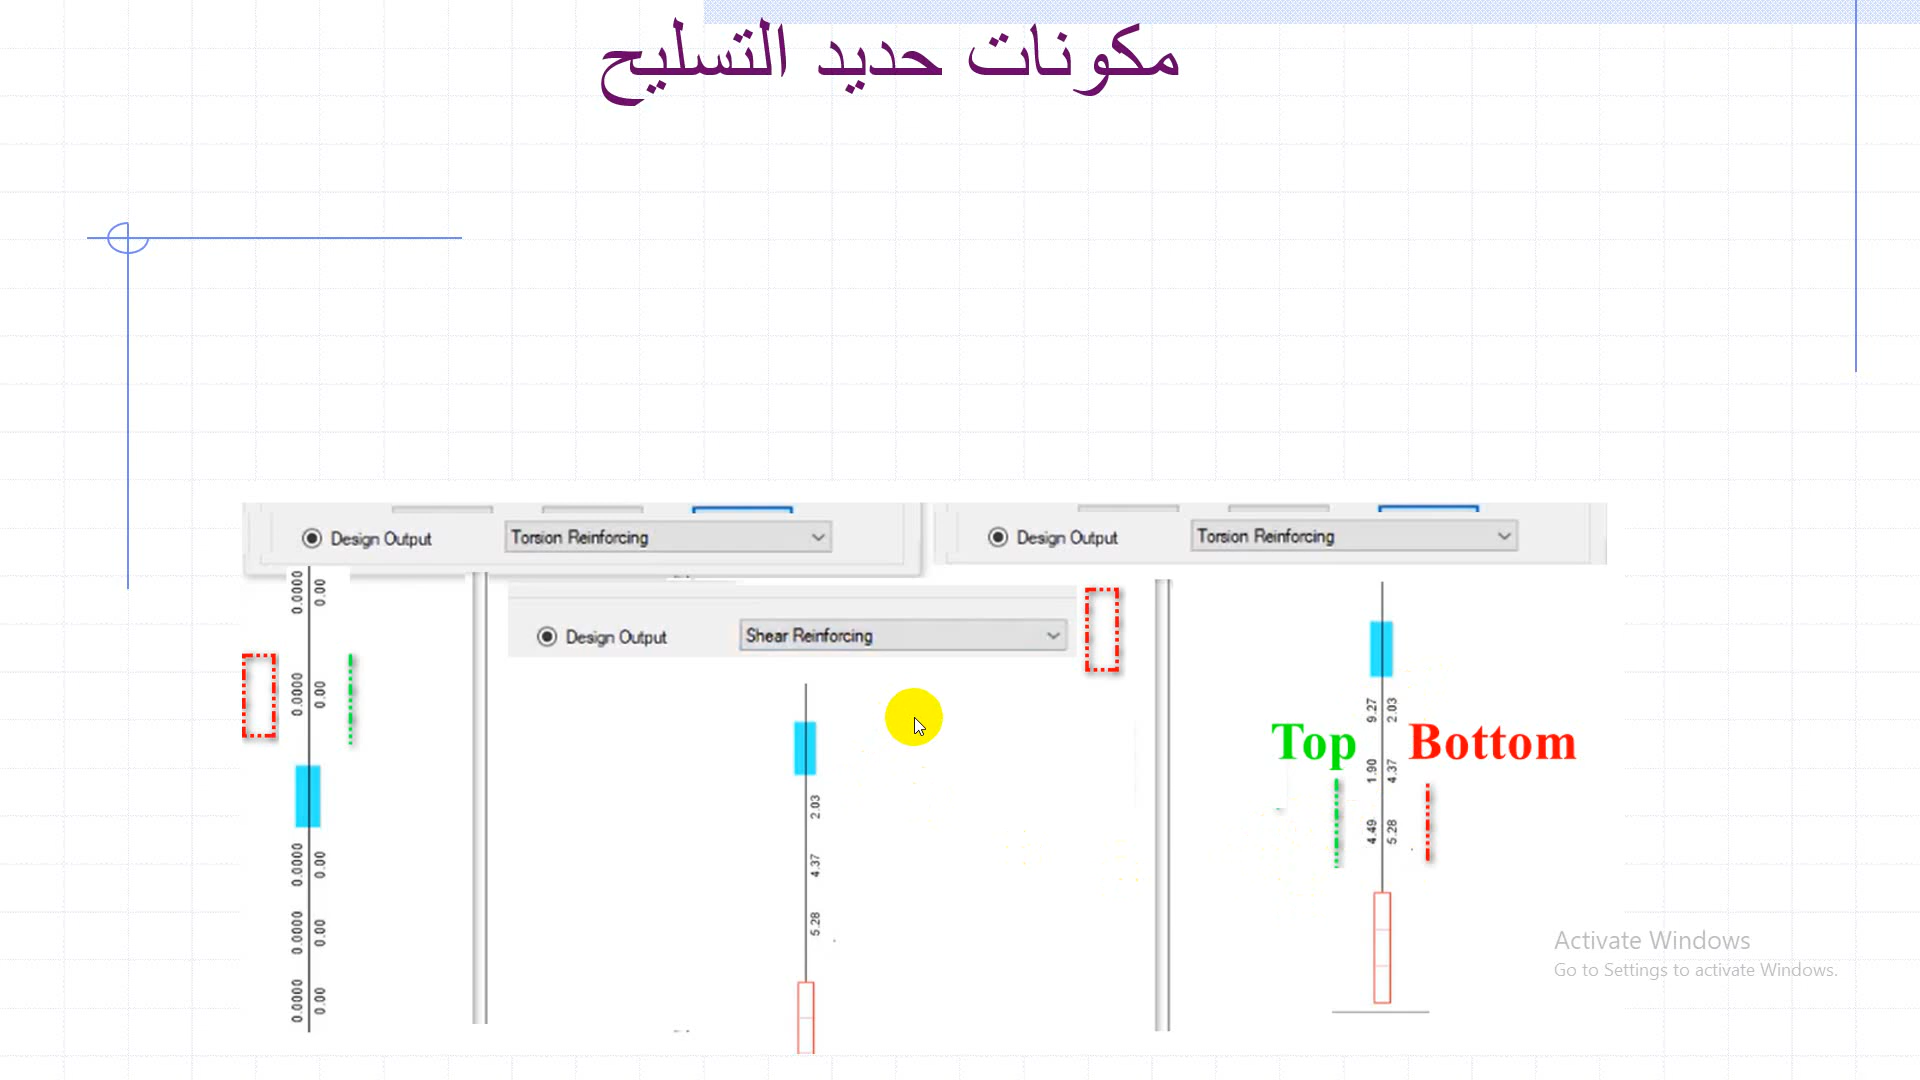 مكونات حديد التسليح
Design Output Torsion Reinforcing
Design Output Torsion Reinforcing
0.0000 0.00
0.0000 0.00
0.0000 0.00
0.0000 0.00
0.0000 0.00
Design Output Shear Reinforcing
2.03
4.37
5.28
9.27 2.03
Top Bottom
1.90 4.37
4.49 5.28
Activate Windows
Go to Settings to activate Windows.